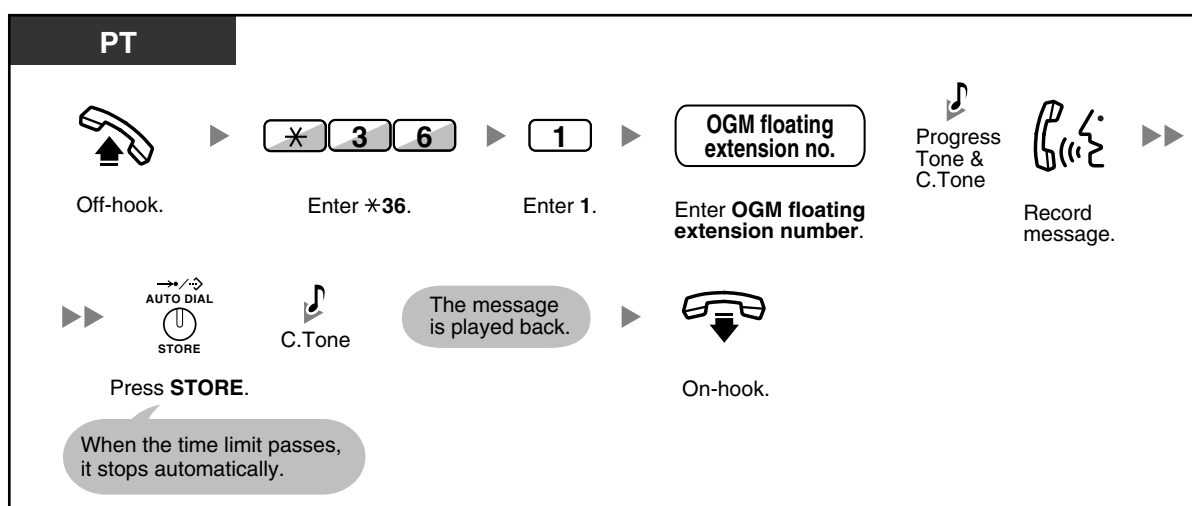 PT
✳ 3 6
1
OGM floating
extension no.
Progress
Tone &
C.Tone
Off-hook.
Enter ✳36.
Enter 1.
Enter OGM floating
extension number.
Record
message.
AUTO DIAL
STORE
C.Tone
The message
is played back.
Press STORE.
On-hook.
When the time limit passes,
it stops automatically.